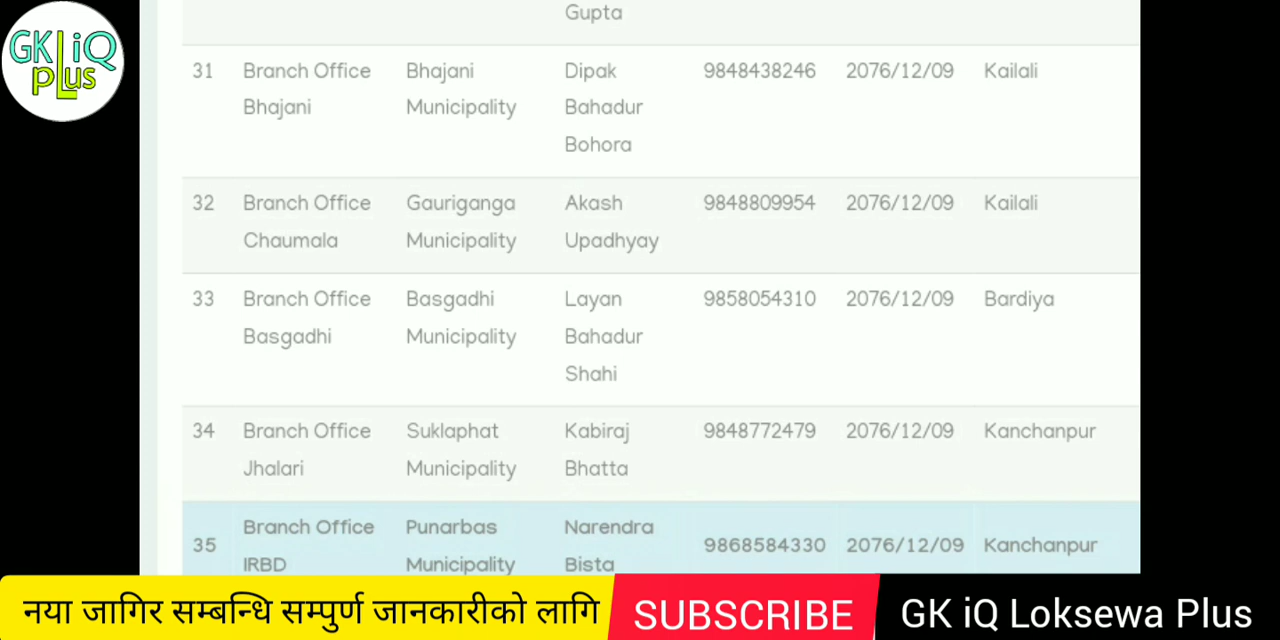 GK iQ
pLus
Gupta
31 Branch Office Bhajani Dipak 9848438246 2076/12/09 Kailali
Bhajani Municipality Bahadur
Bohora
32 Branch Office Gauriganga Akash 9848809954 2076/12/09 Kailali
Chaumala Municipality Upadhyay
33 Branch Office Basgadhi Layan 9858054310 2076/12/09 Bardiya
Basgadhi Municipality Bahadur
Shahi
34 Branch Office Suklaphat Kabiraj 9848772479 2076/12/09 Kanchanpur
Jhalari Municipality Bhatta
Branch Office Punarbas Narendra
35 9868584330 2076/12/09 Kanchanpur
IRBD Municipality Bista
नया जागिर सम्बन्धि सम्पुर्ण जानकारीको लागि SUBSCRIBE GK iQ Loksewa Plus